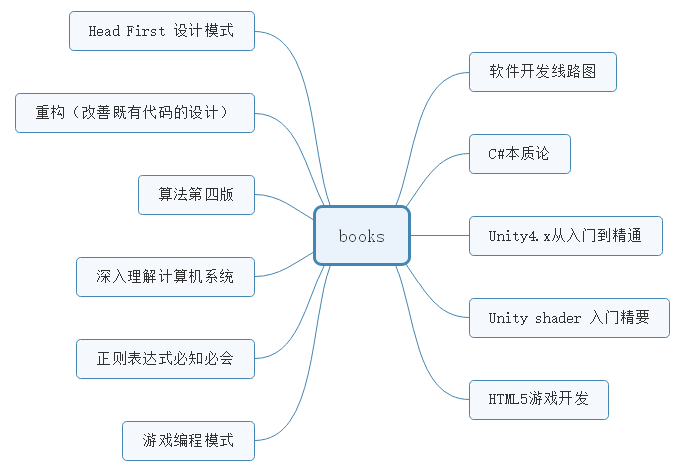 Head First 设计模式
重构（改善既有代码的设计）
算法第四版
深入理解计算机系统
正则表达式必知必会
游戏编程模式
books
软件开发线路图
C#本质论
Unity4.x从入门到精通
Unity shader 入门精要
HTML5游戏开发